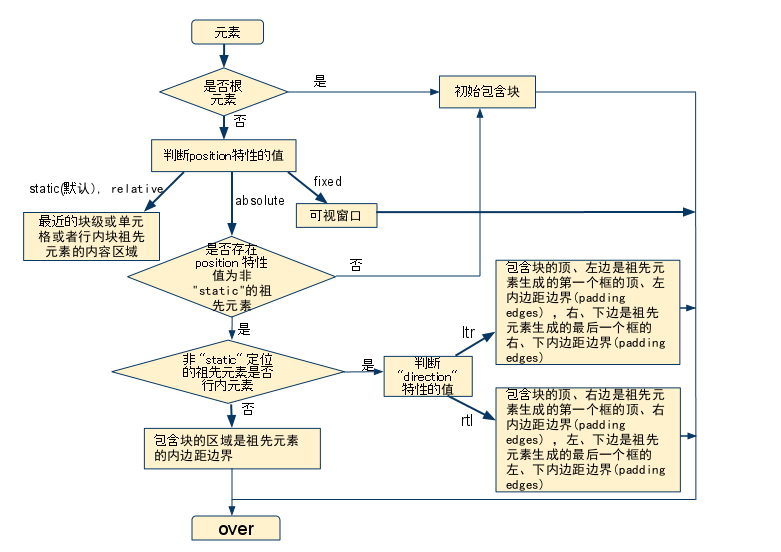 元素
是否根
元素
是
初始包含块
否
判断position特性的值
static(默认), relative
absolute
fixed
最近的块级或单元
格或者行内块祖先
元素的内容区域
可视窗口
是否存在
position 特性
值为非
"static"的祖
先元素
否
是
非 “static” 定位
的祖先元素是否
行内元素
是
判断
“direction“
特性的值
ltr
包含块的顶、左边是祖先元
素生成的第一个框的顶、左
内边距边界(padding
edges) , 右、下边是祖先
元素生成的最后一个框的
右、下内边距边界(padding
edges)
rtl
包含块的顶、右边是祖先元
素生成的第一个框的顶、右
内边距边界(padding
edges) , 左、下边是祖先
元素生成的最后一个框的
左、下内边距边界(padding
edges)
否
包含块的区域是祖先元素
的内边距边界
over